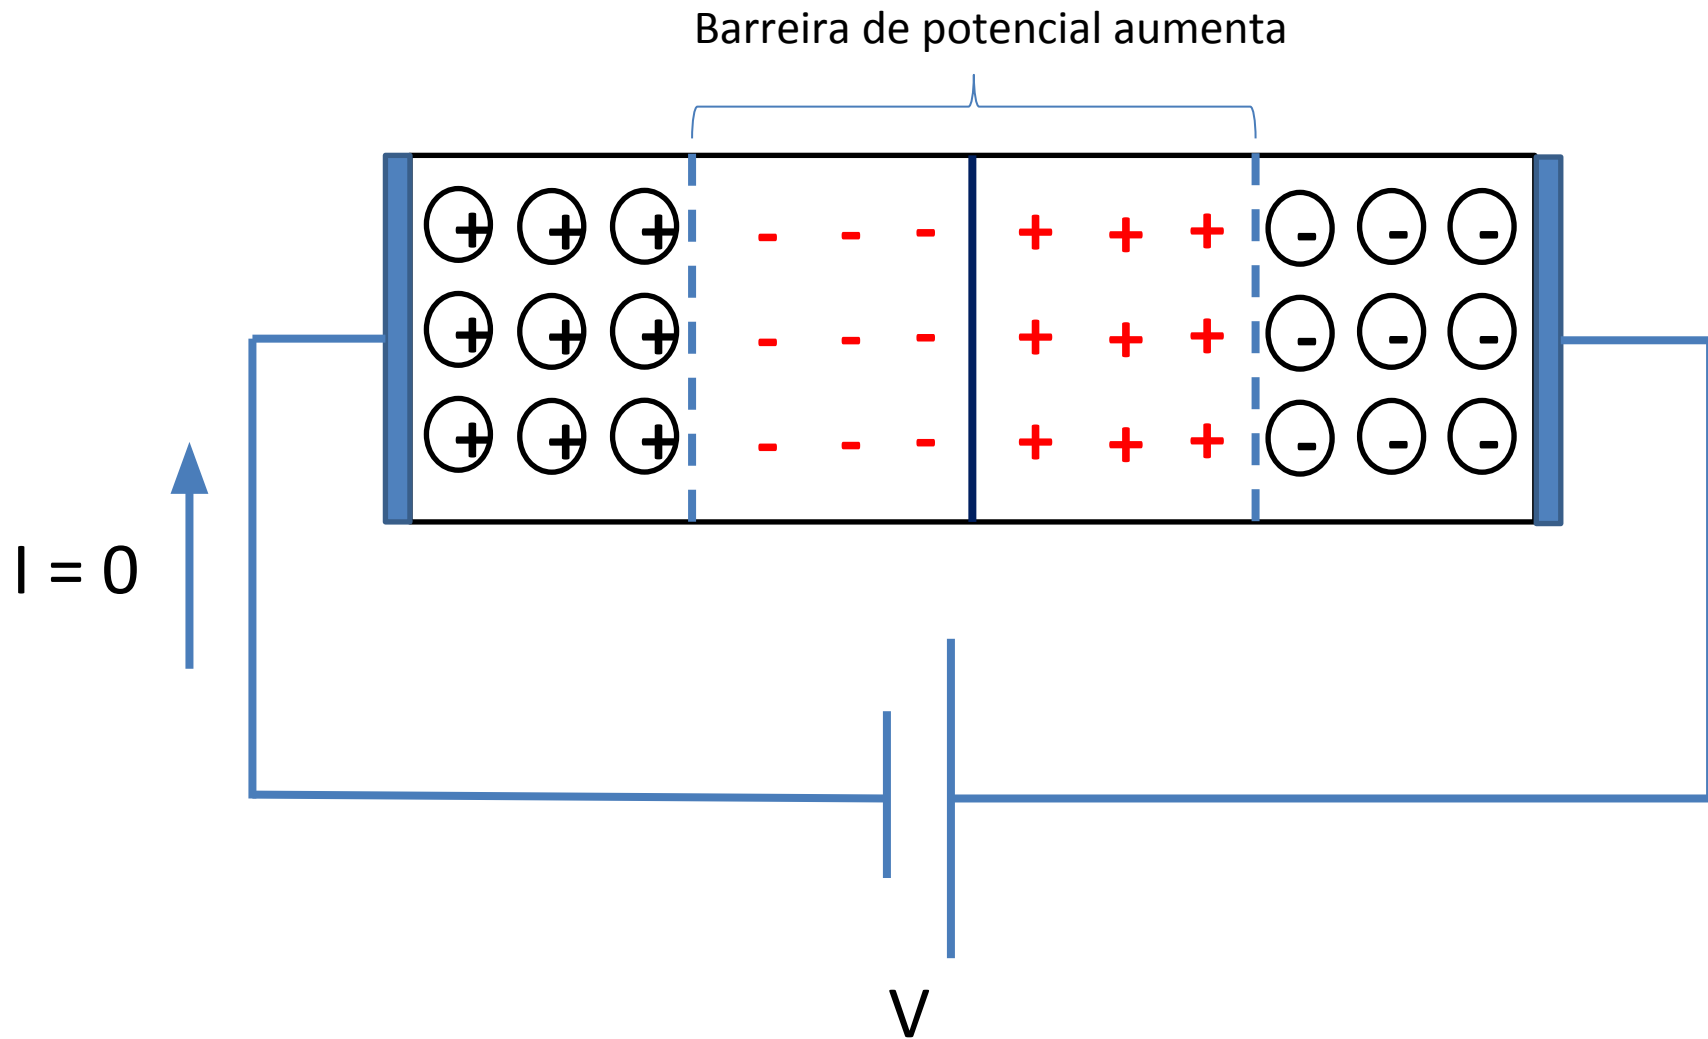 Barreira de potencial aumenta
+ + + - - - + + + - - -
+ + + - - - + + + - - -
+ + + - - - + + + - - -
I = 0
V